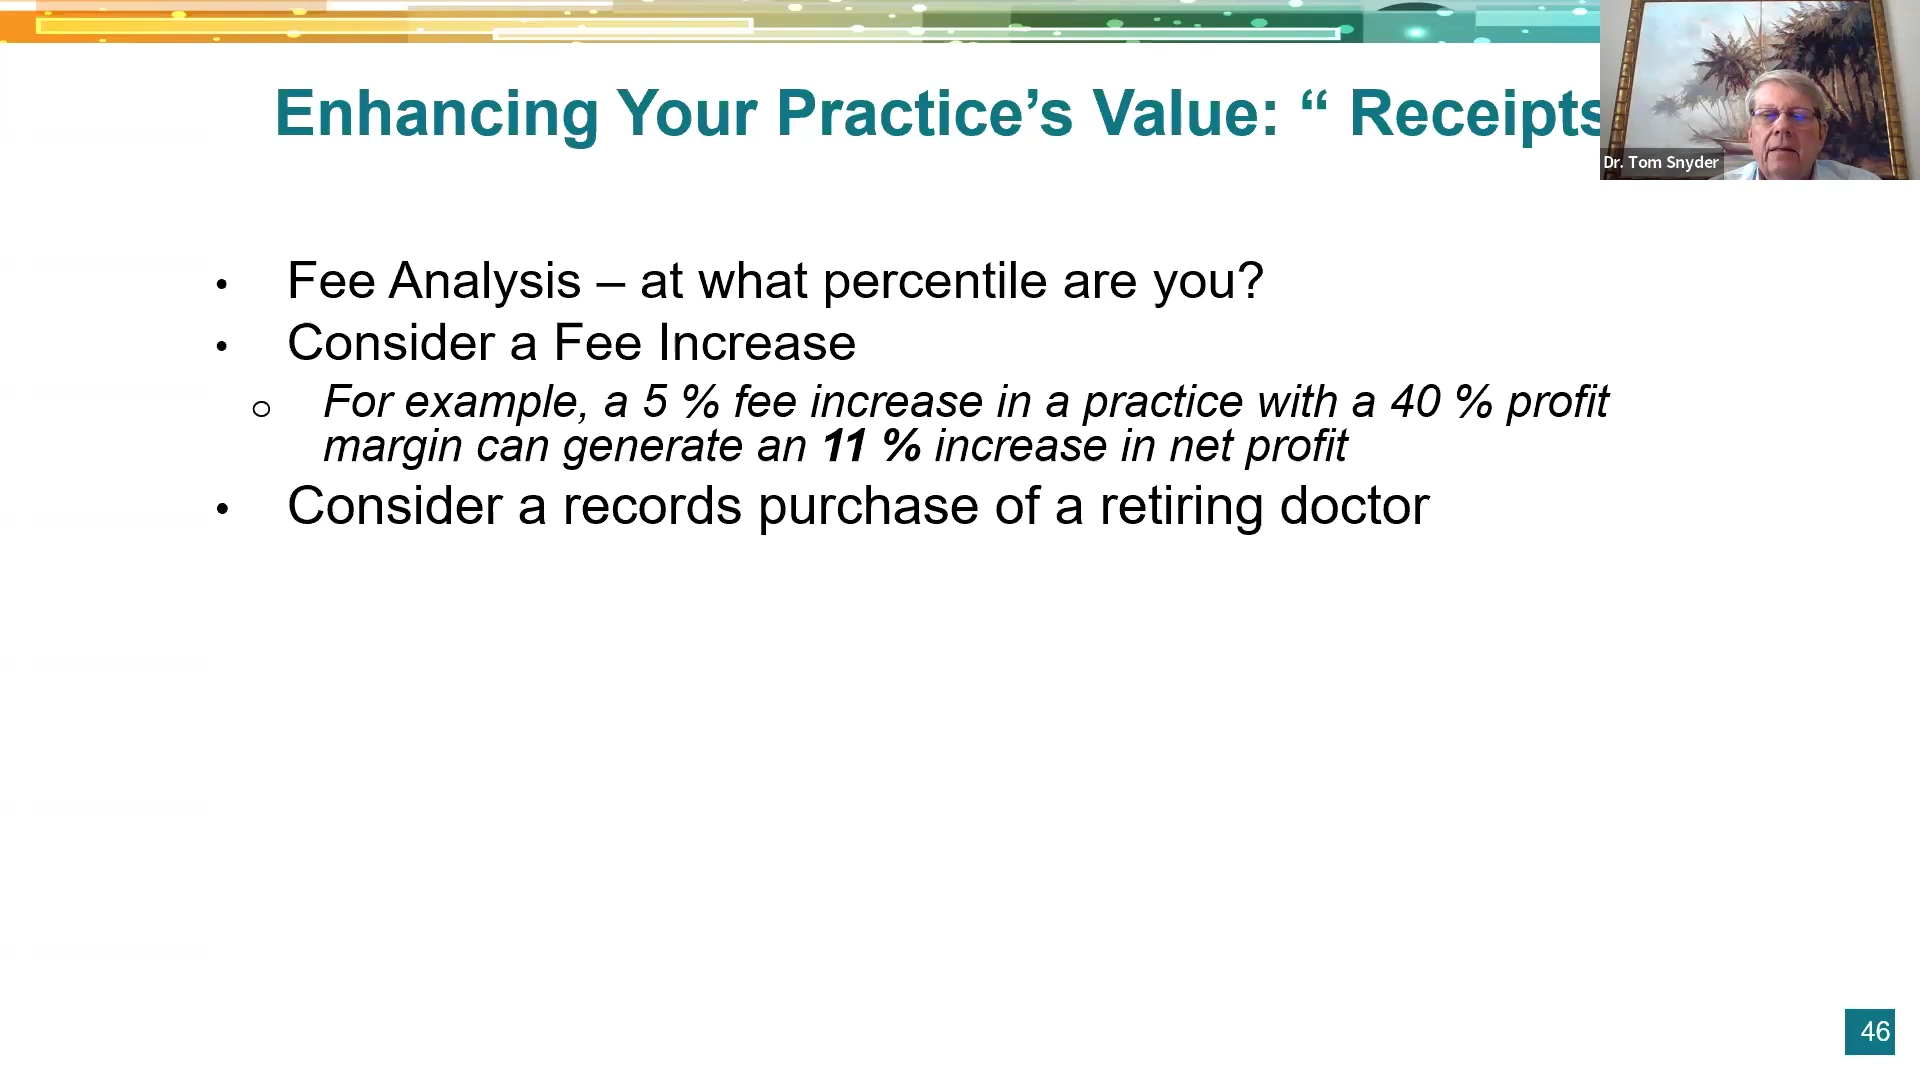 Enhancing Your Practice’s Value: “ Receipts
Dr. Tom Snyder
• Fee Analysis – at what percentile are you?
• Consider a Fee Increase
o For example, a 5 % fee increase in a practice with a 40 % profit
margin can generate an 11 % increase in net profit
• Consider a records purchase of a retiring doctor
46